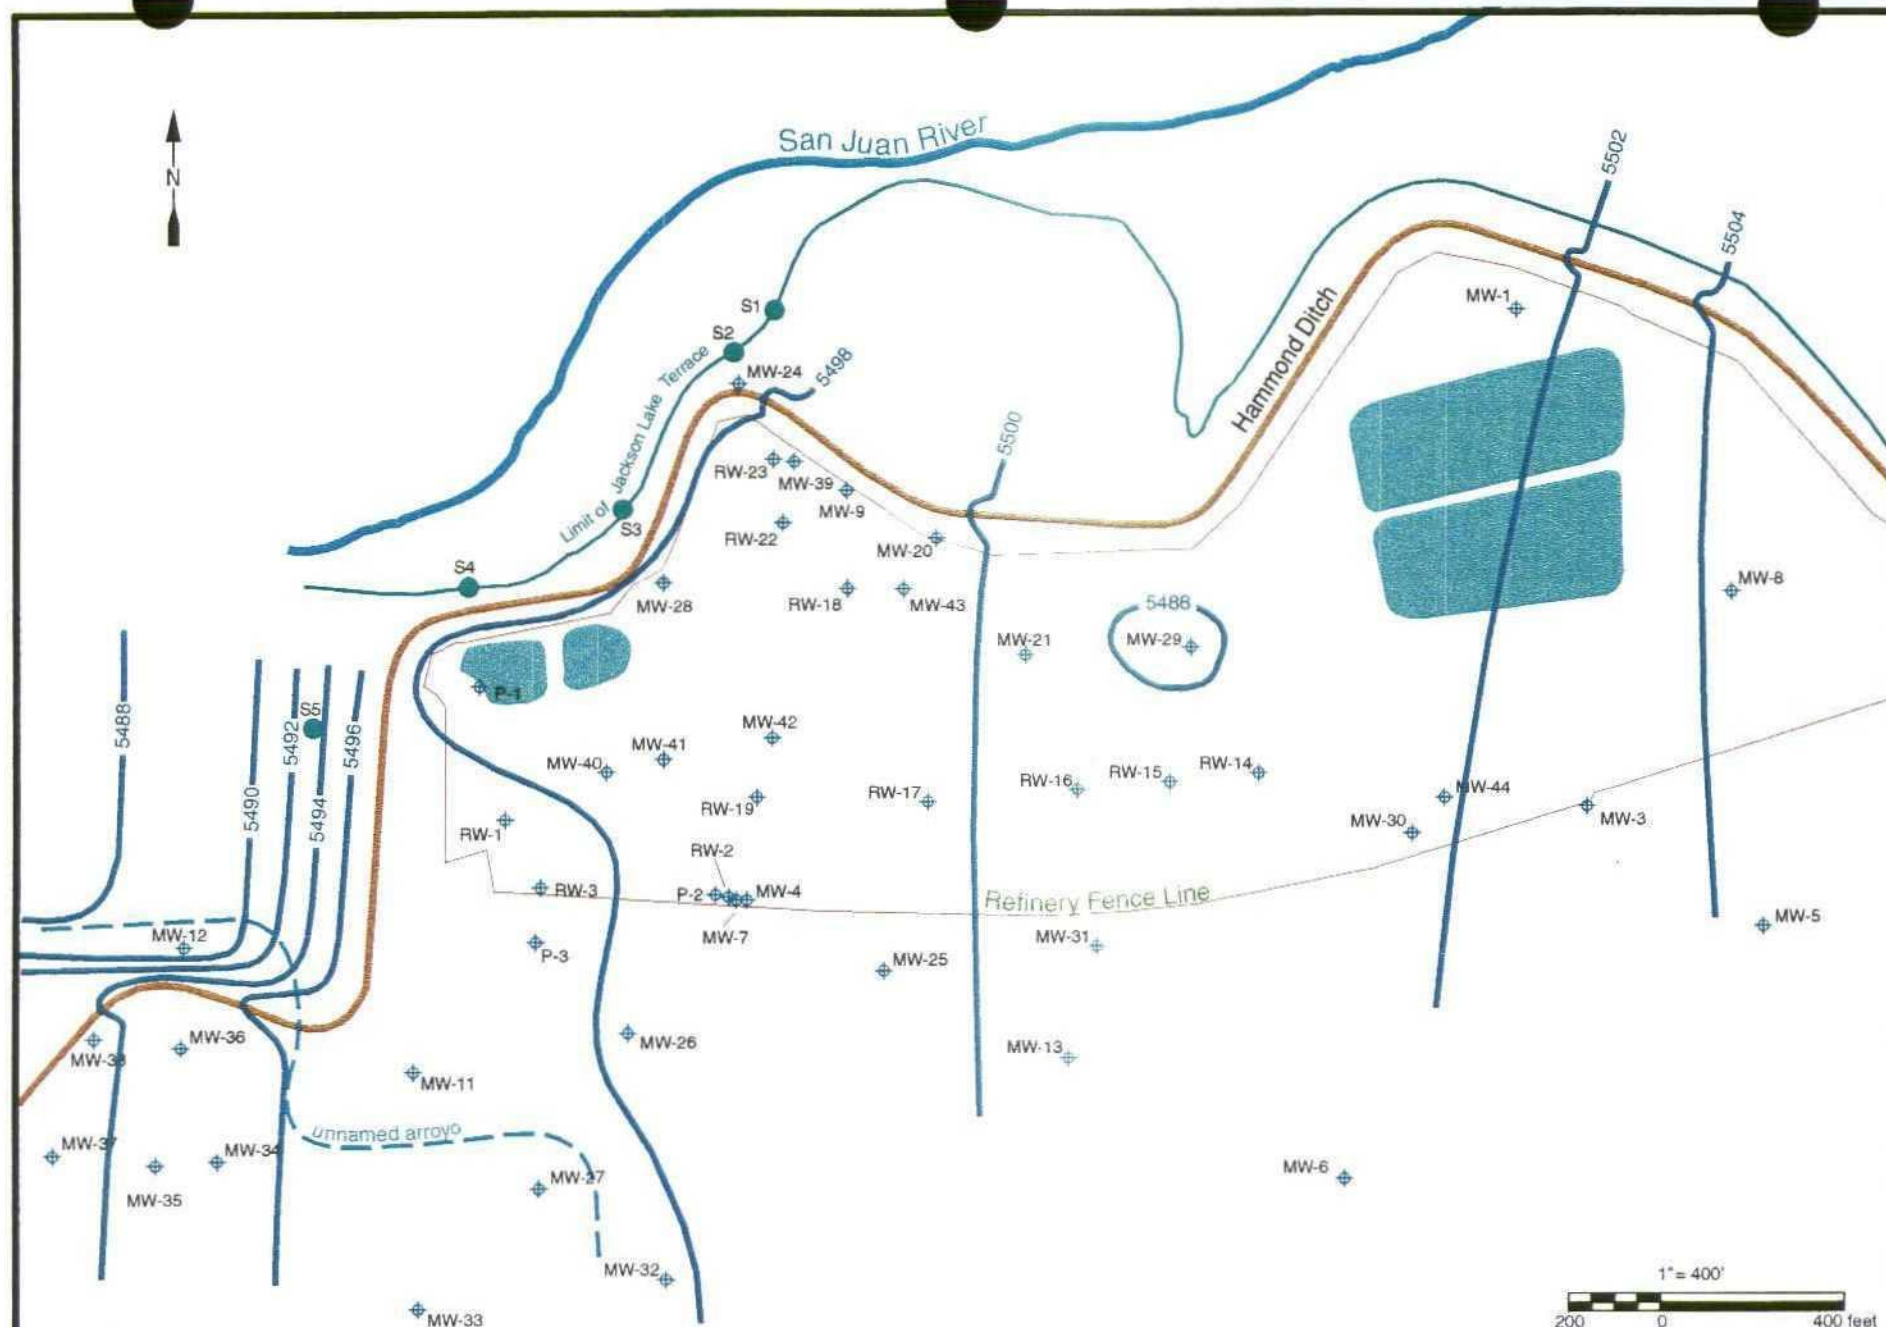 San Juan River
5502
N
5504
S1
MW-1
Hammond Ditch
S2
MW-24
5498
Limit of Jackson Lake Terrace
5500
RW-23
MW-39
MW-9
S3
RW-22
MW-20
S4
MW-8
MW-28
RW-18
MW-43
5488
MW-21
MW-29
P-1
S5
5488
5492
5496
MW-42
MW-41
MW-40
RW-16
RW-15
RW-14
5490
5494
RW-19
RW-17
MW-44
MW-30
MW-3
RW-1
RW-2
RW-3
P-2
MW-4
Refinery Fence Line
MW-5
MW-12
MW-7
MW-31
P-3
MW-25
MW-36
MW-38
MW-26
MW-13
MW-11
unnamed arroyo
MW-37
MW-34
MW-35
MW-27
MW-6
MW-32
MW-33
1" = 400'
200 0 400 feet